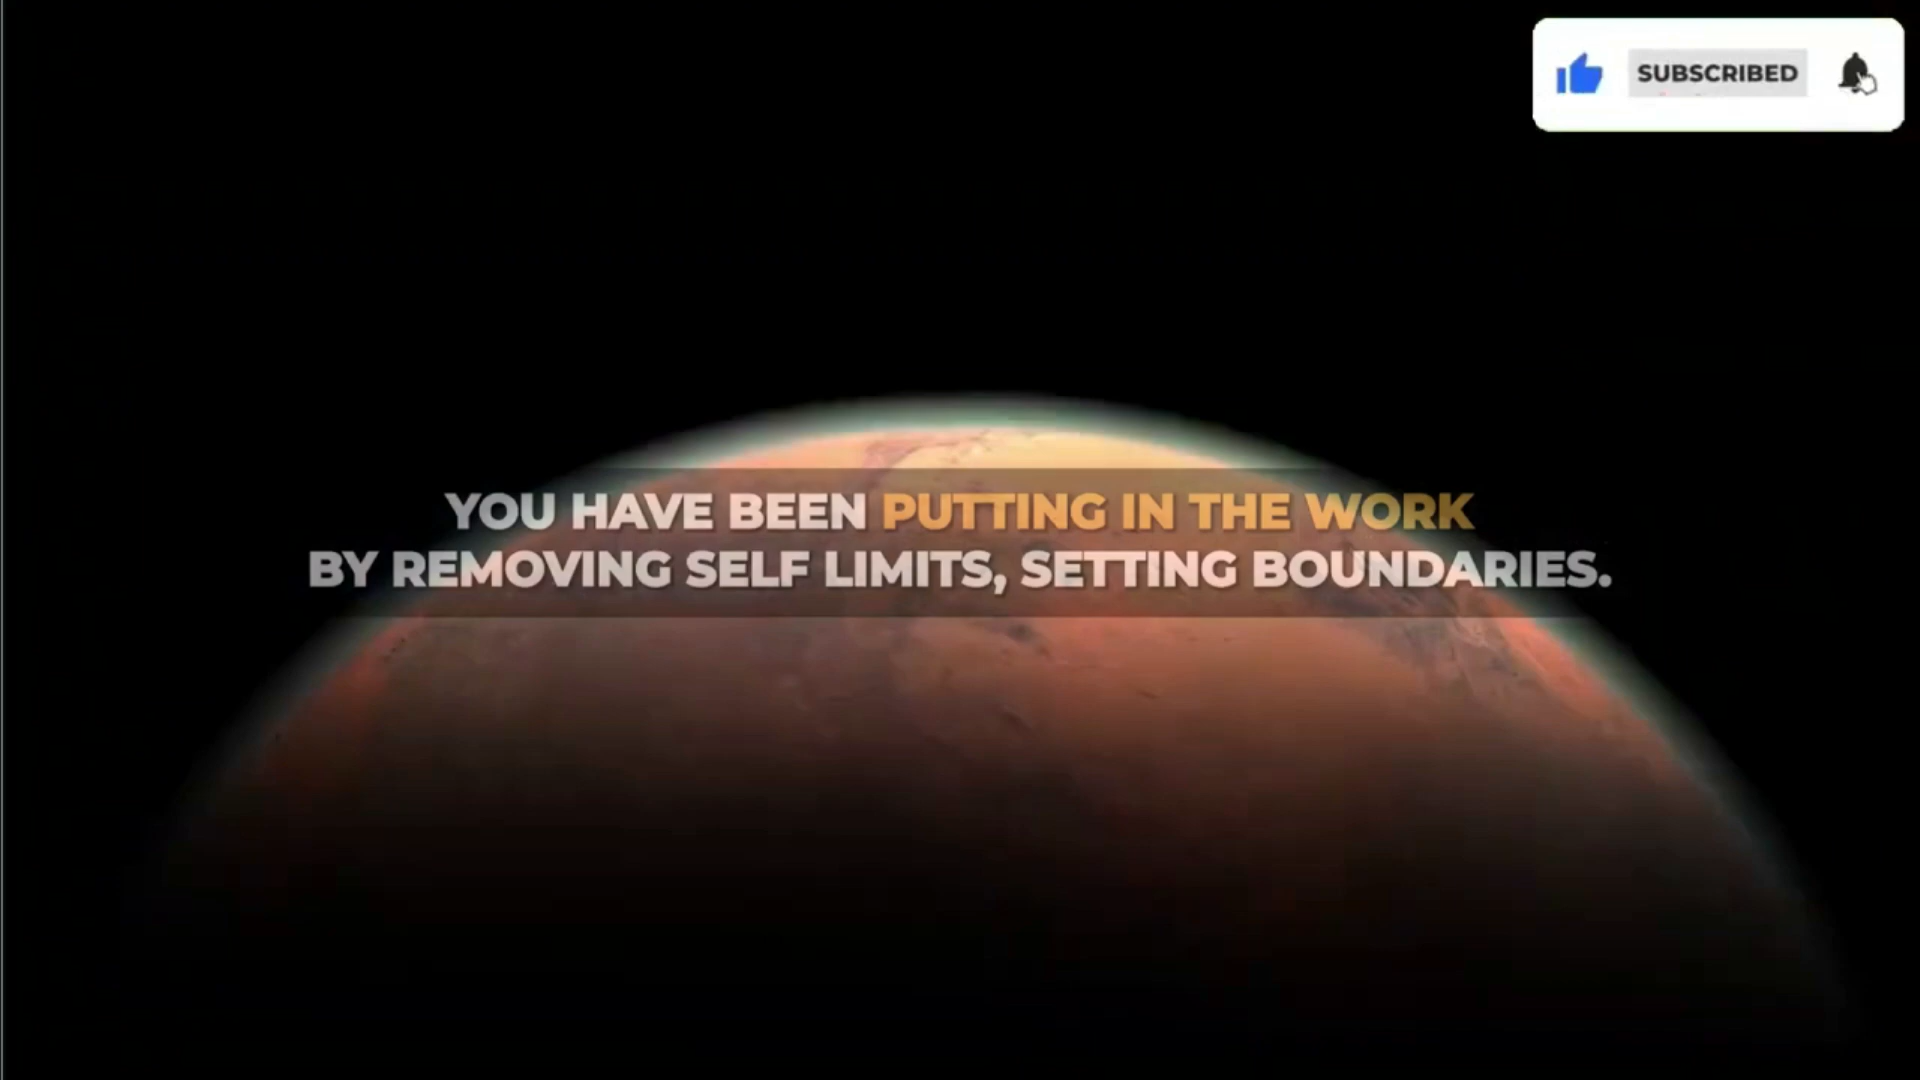 SUBSCRIBED
YOU HAVE BEEN PUTTING IN THE WORK
BY REMOVING SELF LIMITS, SETTING BOUNDARIES.